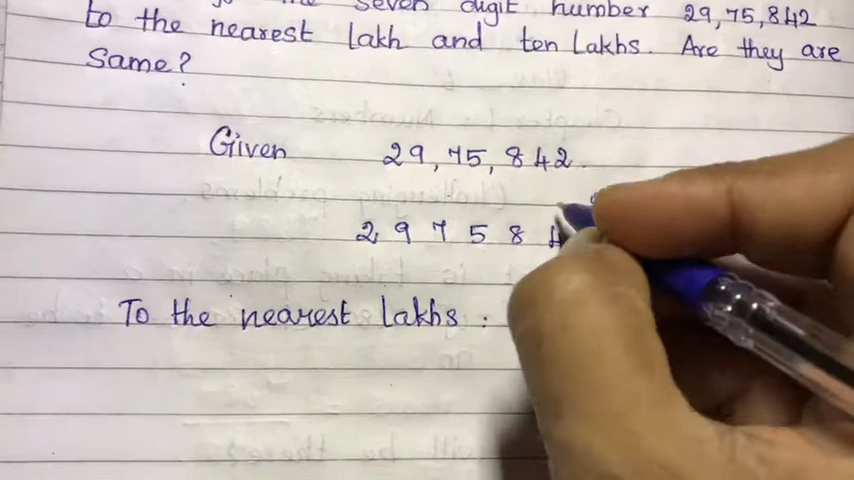 seven digit number 29,75,842
to the nearest lakh and ten Lakhs. Are they are
Same?
Given 29,75,842.
2 9 7 5 8 4
To the nearest Lakhs :